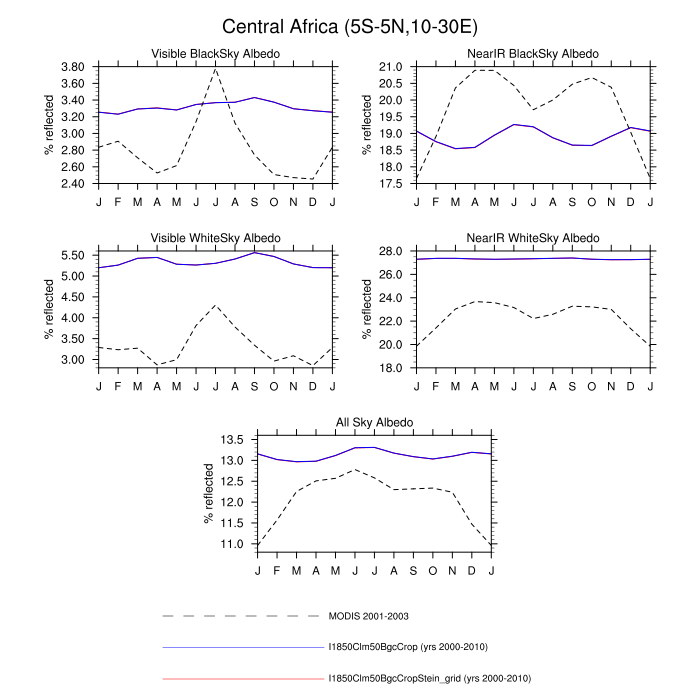 Central Africa (5S-5N,10-30E)
Visible BlackSky Albedo
% reflected
3.80
3.60
3.40
3.20
3.00
2.80
2.60
2.40
J F M A M J J A S O N D J
NearIR BlackSky Albedo
% reflected
21.0
20.5
20.0
19.5
19.0
18.5
18.0
17.5
J F M A M J J A S O N D J
Visible WhiteSky Albedo
% reflected
5.50
5.00
4.50
4.00
3.50
3.00
J F M A M J J A S O N D J
NearIR WhiteSky Albedo
% reflected
28.0
26.0
24.0
22.0
20.0
18.0
J F M A M J J A S O N D J
All Sky Albedo
% reflected
13.5
13.0
12.5
12.0
11.5
11.0
J F M A M J J A S O N D J
MODIS 2001-2003
I1850Clm50BgcCrop (yrs 2000-2010)
I1850Clm50BgcCropStein_grid (yrs 2000-2010)